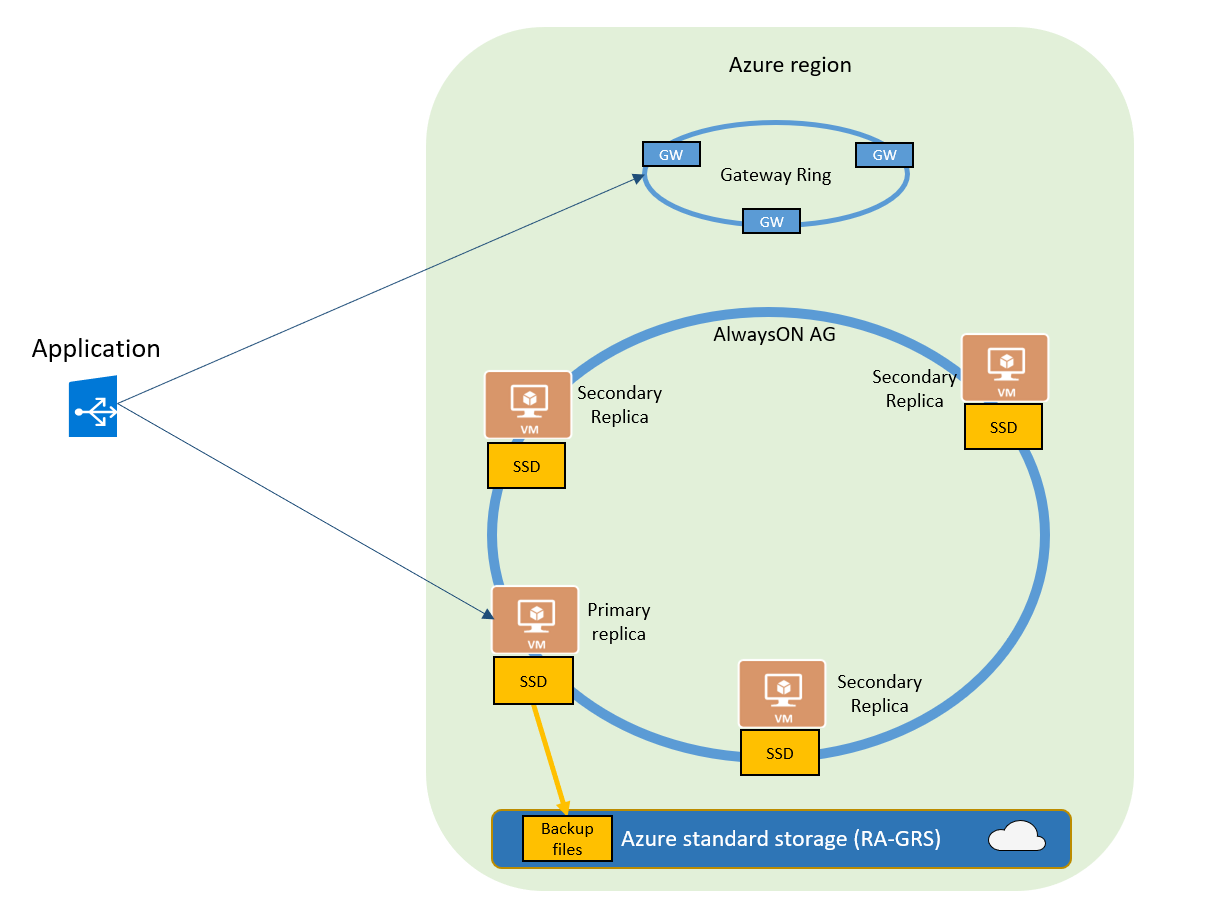 Azure region
GW
GW
Gateway Ring
GW
Application
AlwaysON AG
VM
Secondary
Replica
SSD
Secondary
Replica
VM
SSD
VM
Primary
replica
SSD
VM
Secondary
Replica
SSD
Backup
files
Azure standard storage (RA-GRS)